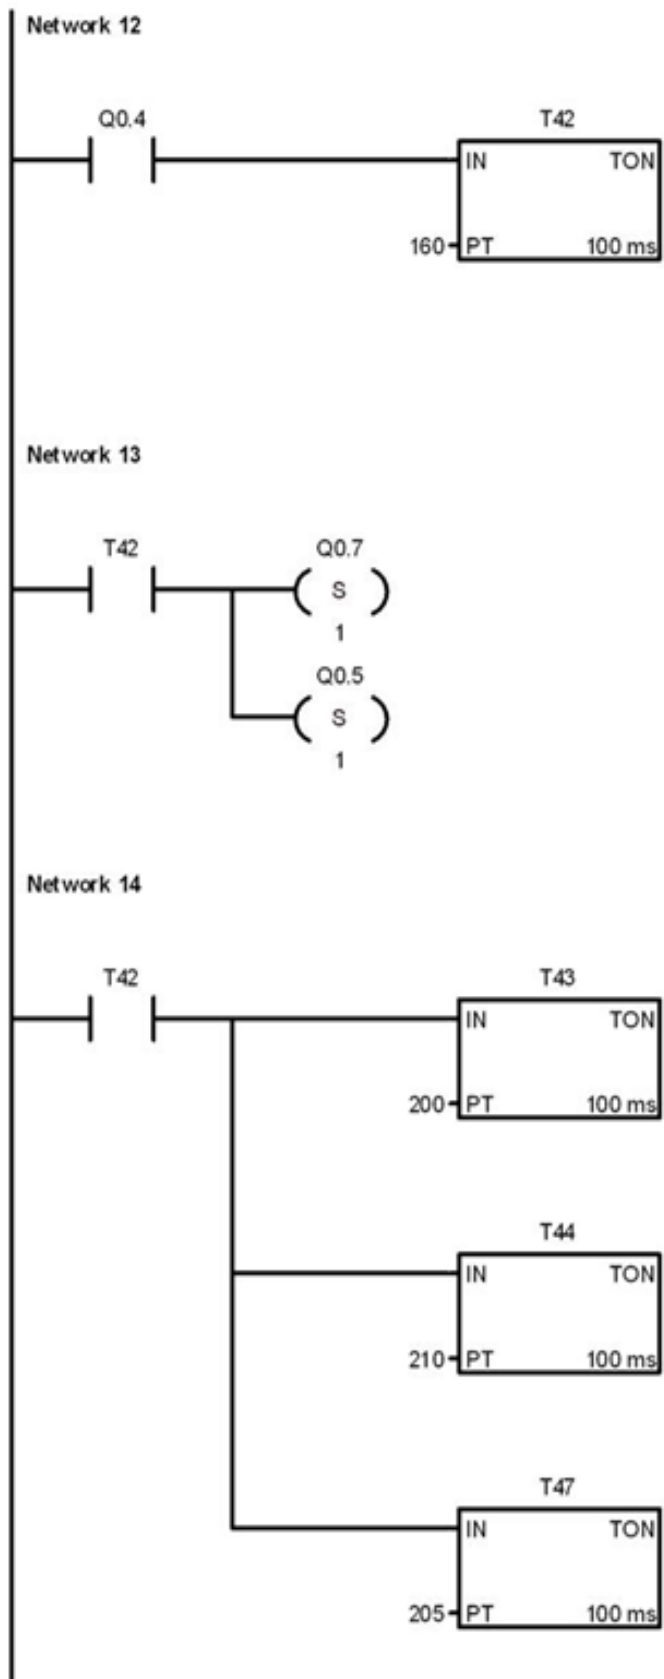 Network 12
Q0.4
T42
IN TON
160 PT 100 ms
Network 13
T42
Q0.7
S
1
Q0.5
S
1
Network 14
T42
T43
IN TON
200 PT 100 ms
T44
IN TON
210 PT 100 ms
T47
IN TON
205 PT 100 ms